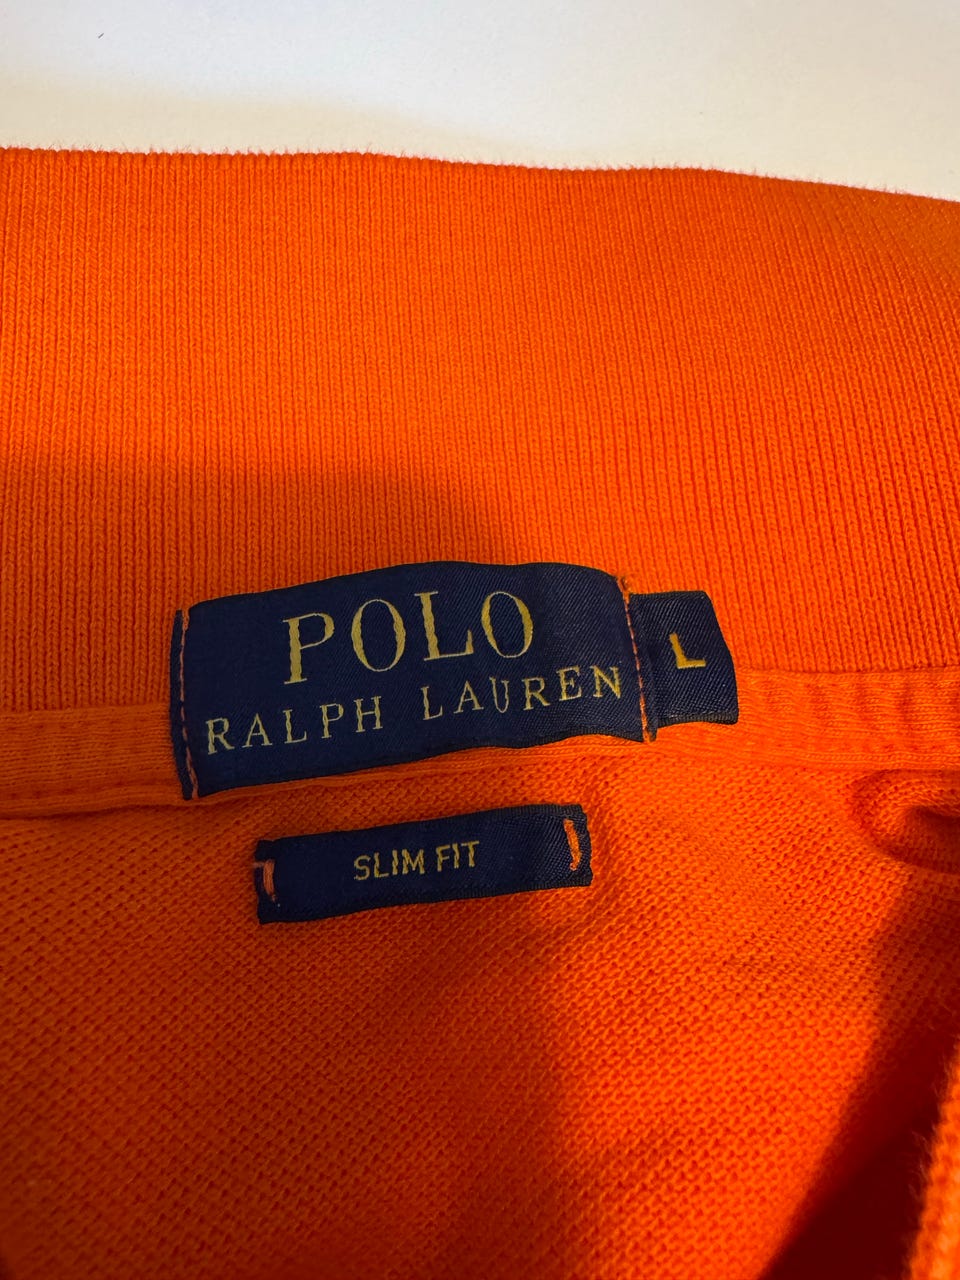 POLO
RALPH LAUREN
L
SLIM FIT